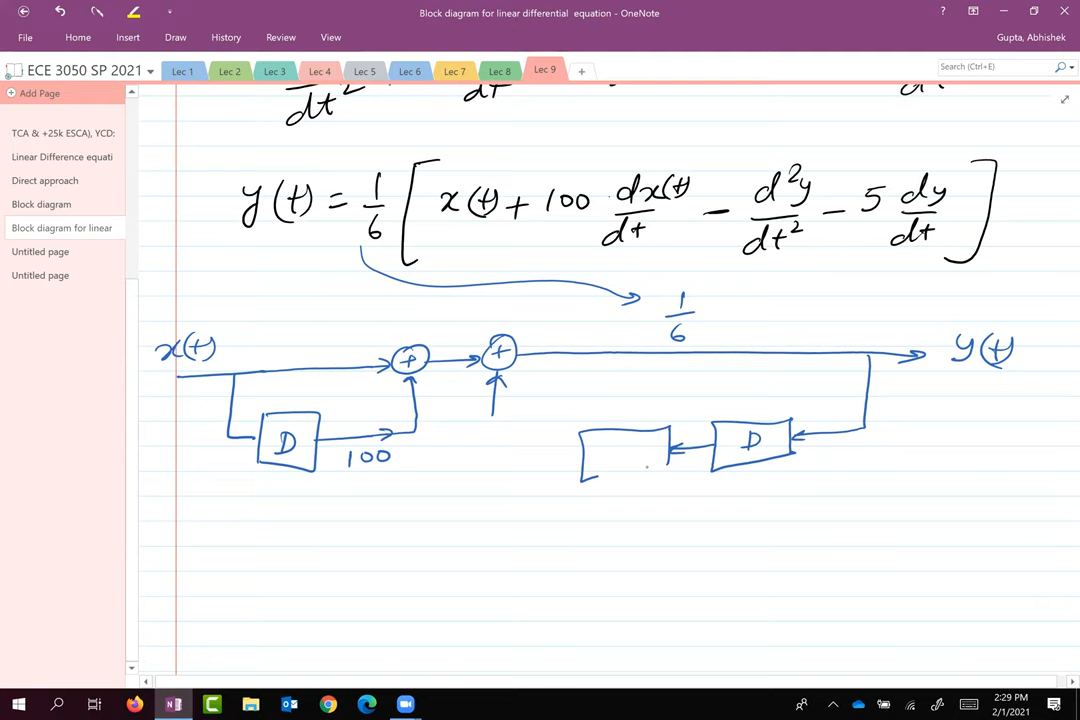 Block diagram for linear differential equation - OneNote
?
File Home Insert Draw History Review View
Gupta, Abhishek
ECE 3050 SP 2021
Lec 1 Lec 2 Lec 3 Lec 4 Lec 5 Lec 6 Lec 7 Lec 8 Lec 9 +
Search (Ctrl+E)
Add Page
TCA & +25k ESCA), YCD:
Linear Difference equati
Direct approach
Block diagram
Block diagram for linear
Untitled page
Untitled page
dt² dt
y(t) = 1/6 [ x(t) + 100 dx(t)/dt - d²y/dt² - 5 dy/dt ]
1/6
x(t) + + y(t)
D 100 D
2:29 PM
2/1/2021